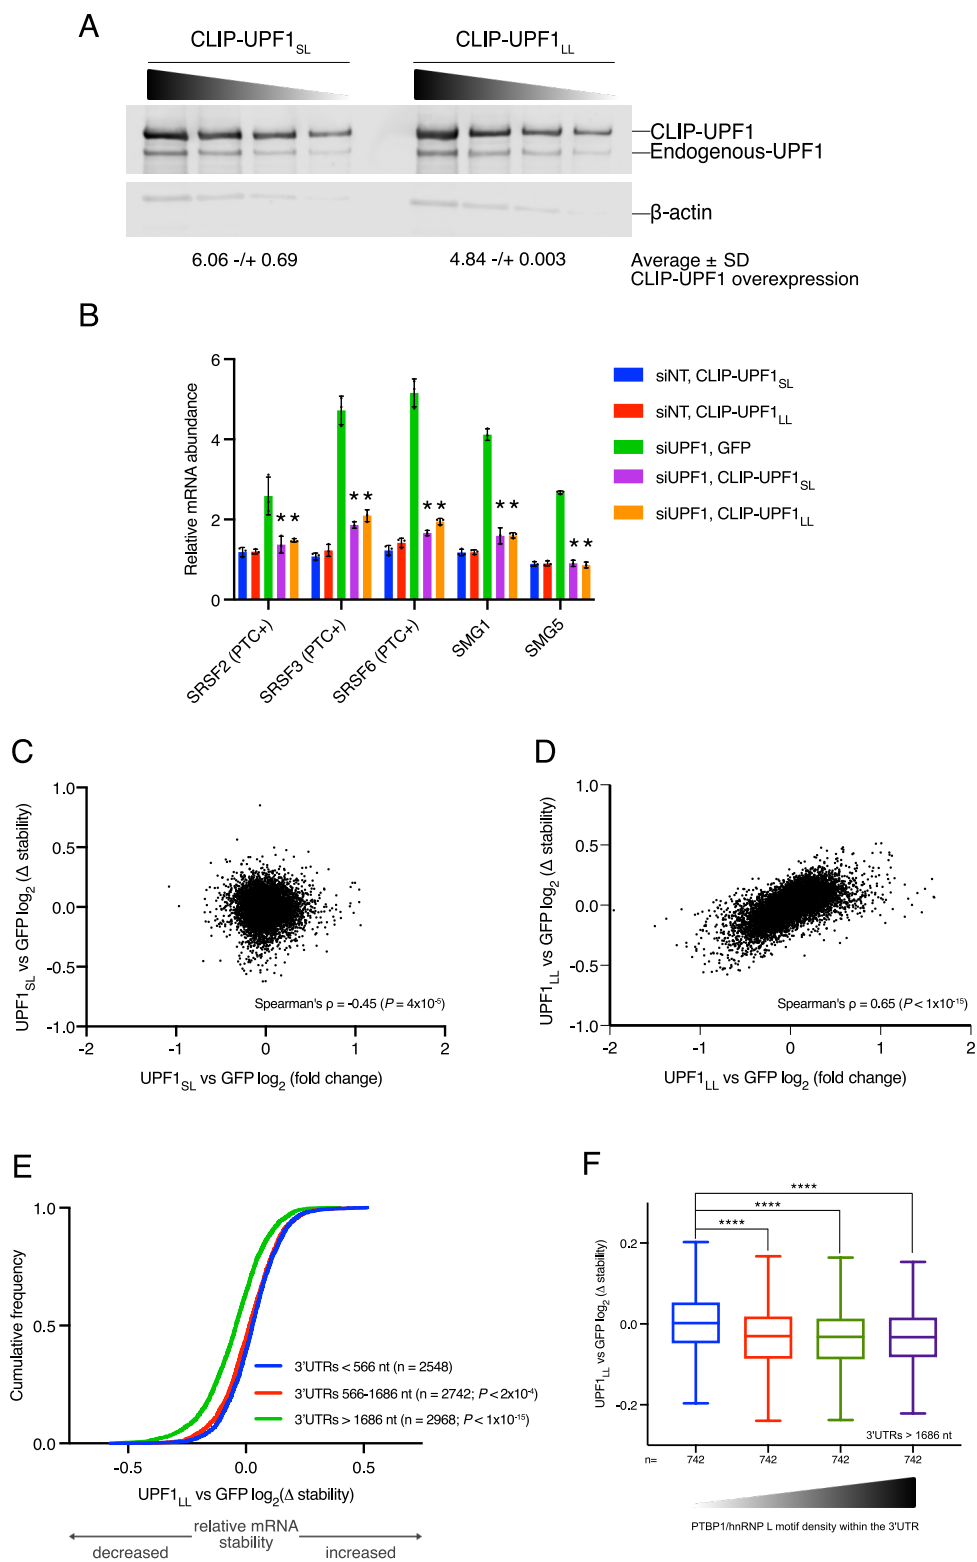 A
CLIP-UPF1SL
CLIP-UPF1LL
CLIP-UPF1
Endogenous-UPF1
β-actin
6.06 -/+ 0.69
4.84 -/+ 0.003
Average ± SD
CLIP-UPF1 overexpression
B
Relative mRNA abundance
6
4
2
0
* *
* *
* *
* *
* *
SRSF2 (PTC+)
SRSF3 (PTC+)
SRSF6 (PTC+)
SMG1
SMG5
siNT, CLIP-UPF1SL
siNT, CLIP-UPF1LL
siUPF1, GFP
siUPF1, CLIP-UPF1SL
siUPF1, CLIP-UPF1LL
C
UPF1SL vs GFP log2 (Δ stability)
1.0
0.5
0.0
-0.5
-1.0
Spearman's ρ = -0.45 (P = 4x10-5)
-2
-1
0
1
2
UPF1SL vs GFP log2 (fold change)
D
UPF1LL vs GFP log2 (Δ stability)
1.0
0.5
0.0
-0.5
-1.0
Spearman's ρ 0.65 (P < 1x10-15)
-2
-1
0
1
2
UPF1LL vs GFP log2 (fold change)
E
Cumulative frequency
1.0
0.5
0.0
3'UTRs < 566 nt (n = 2548)
3'UTRs 566-1686 nt (n = 2742; P < 2x10-4)
3'UTRs > 1686 nt (n = 2968; P < 1x10-15)
-0.5
0.0
0.5
UPF1LL vs GFP log2(Δ stability)
relative mRNA
stability
decreased
increased
F
UPF1LL vs GFP log2 (Δ stability)
0.2
0.0
-0.2
****
****
****
3'UTRs > 1686 nt
n=
742
742
742
742
PTBP1/hnRNP L motif density within the 3'UTR